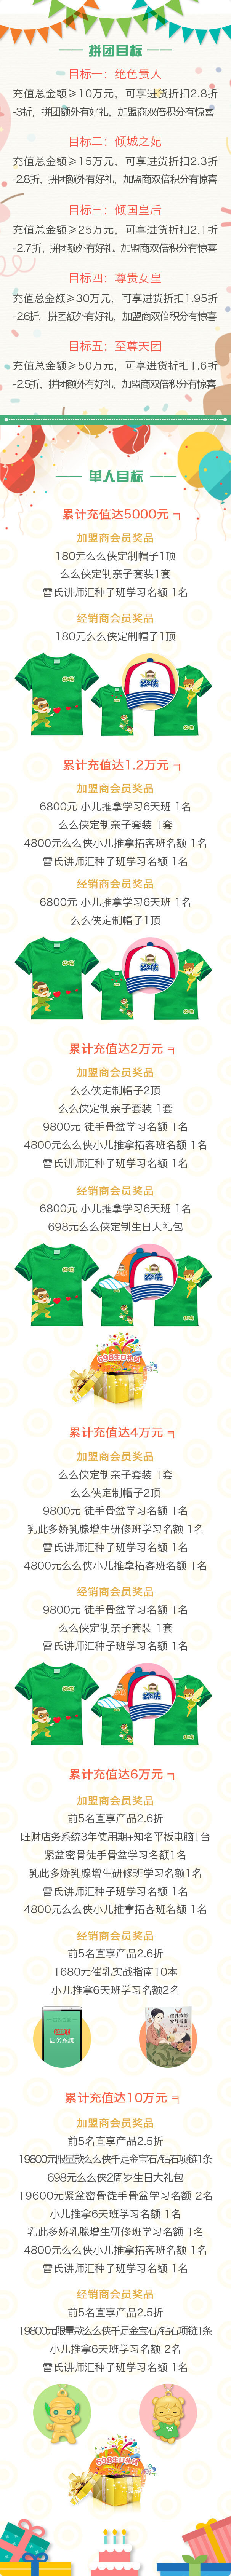 拼团目标
目标一：绝色贵人
充值总金额≥10万元，可享进货折扣2.8折
-3折，拼团额外有好礼，加盟商双倍积分有惊喜
目标二：倾城之妃
充值总金额≥15万元，可享进货折扣2.3折
-2.8折，拼团额外有好礼，加盟商双倍积分有惊喜
目标三：倾国皇后
充值总金额≥25万元，可享进货折扣2.1折
-2.7折，拼团额外有好礼，加盟商双倍积分有惊喜
目标四：尊贵女皇
充值总金额≥30万元，可享进货折扣1.95折
-2.6折，拼团额外有好礼，加盟商双倍积分有惊喜
目标五：至尊天团
充值总金额≥50万元，可享进货折扣1.6折
-2.5折，拼团额外有好礼，加盟商双倍积分有惊喜
单人目标
累计充值达5000元
加盟商会员奖品
180元么么侠定制帽子1顶
么么侠定制亲子套装1套
雷氏讲师汇种子班学习名额 1名
经销商会员奖品
180元么么侠定制帽子1顶
累计充值达1.2万元
加盟商会员奖品
6800元 小儿推拿学习6天班 1名
么么侠定制亲子套装 1套
4800元么么侠小儿推拿拓客班名额 1名
雷氏讲师汇种子班学习名额 1名
经销商会员奖品
6800元 小儿推拿学习6天班 1名
么么侠定制帽子1顶
累计充值达2万元
加盟商会员奖品
么么侠定制帽子2顶
么么侠定制亲子套装 1套
9800元 徒手骨盆学习名额 1名
4800元么么侠小儿推拿拓客班名额 1名
雷氏讲师汇种子班学习名额 1名
经销商会员奖品
6800元 小儿推拿学习6天班 1名
698元么么侠定制生日大礼包
698生日礼包
累计充值达4万元
加盟商会员奖品
么么侠定制亲子套装 1套
么么侠定制帽子2顶
9800元 徒手骨盆学习名额 1名
乳此多娇乳腺增生研修班学习名额 1名
雷氏讲师汇种子班学习名额 1名
4800元么么侠小儿推拿拓客班名额 1名
经销商会员奖品
9800元 徒手骨盆学习名额 1名
么么侠定制亲子套装 1套
雷氏讲师汇种子班学习名额 1名
累计充值达6万元
加盟商会员奖品
前5名直享产品2.6折
旺财店务系统3年使用期+知名平板电脑1台
紧盆密骨徒手骨盆学习名额1名
乳此多娇乳腺增生研修班学习名额1名
雷氏讲师汇种子班学习名额 1名
4800元么么侠小儿推拿拓客班名额 1名
经销商会员奖品
前5名直享产品2.6折
1680元催乳实战指南10本
小儿推拿6天班学习名额2名
旺财
店务系统
累计充值达10万元
加盟商会员奖品
前5名直享产品2.5折
19800元限量款么么侠千足金宝石/钻石项链1条
698元么么侠2周岁生日大礼包
19600元紧盆密骨徒手骨盆学习名额 2名
小儿推拿6天班学习名额 1名
乳此多娇乳腺增生研修班学习名额 1名
4800元么么侠小儿推拿拓客班名额 1名
雷氏讲师汇种子班学习名额 1名
经销商会员奖品
前5名直享产品2.5折
19800元限量款么么侠千足金宝石/钻石项链1条
小儿推拿6天班学习名额 2名
雷氏讲师汇种子班学习名额 1名
698生日礼包